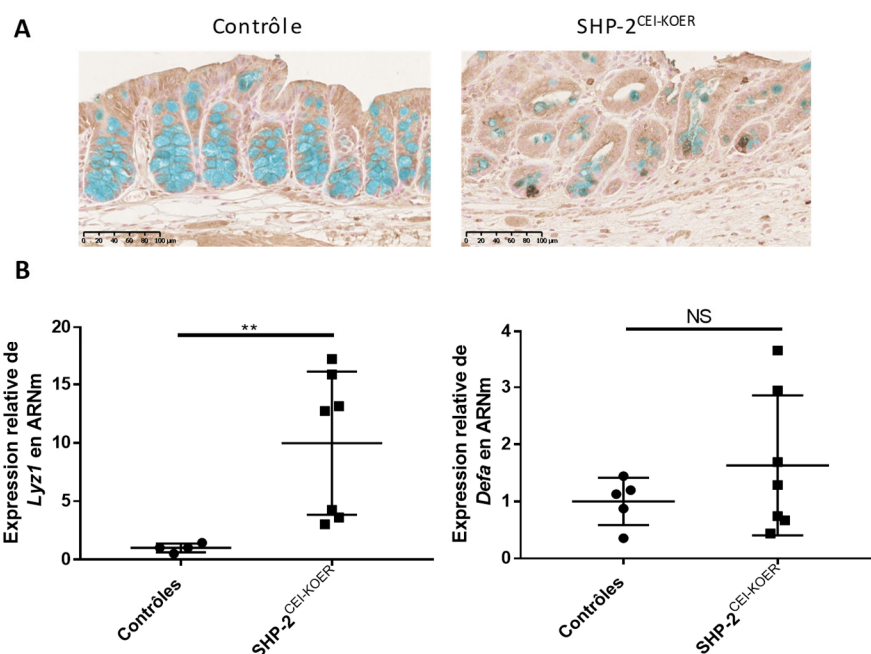 A
Contrôle
SHP-2CEI-KOER
0 20 40 60 80 100 µm
0 20 40 60 80 100 µm
B
Expression relative de
Lyz1 en ARNm
20
15
10
5
0
**
Contrôles
SHP-2CEI-KOER
Expression relative de
Defa en ARNm
4
3
2
1
0
NS
Contrôles
SHP-2CEI-KOER